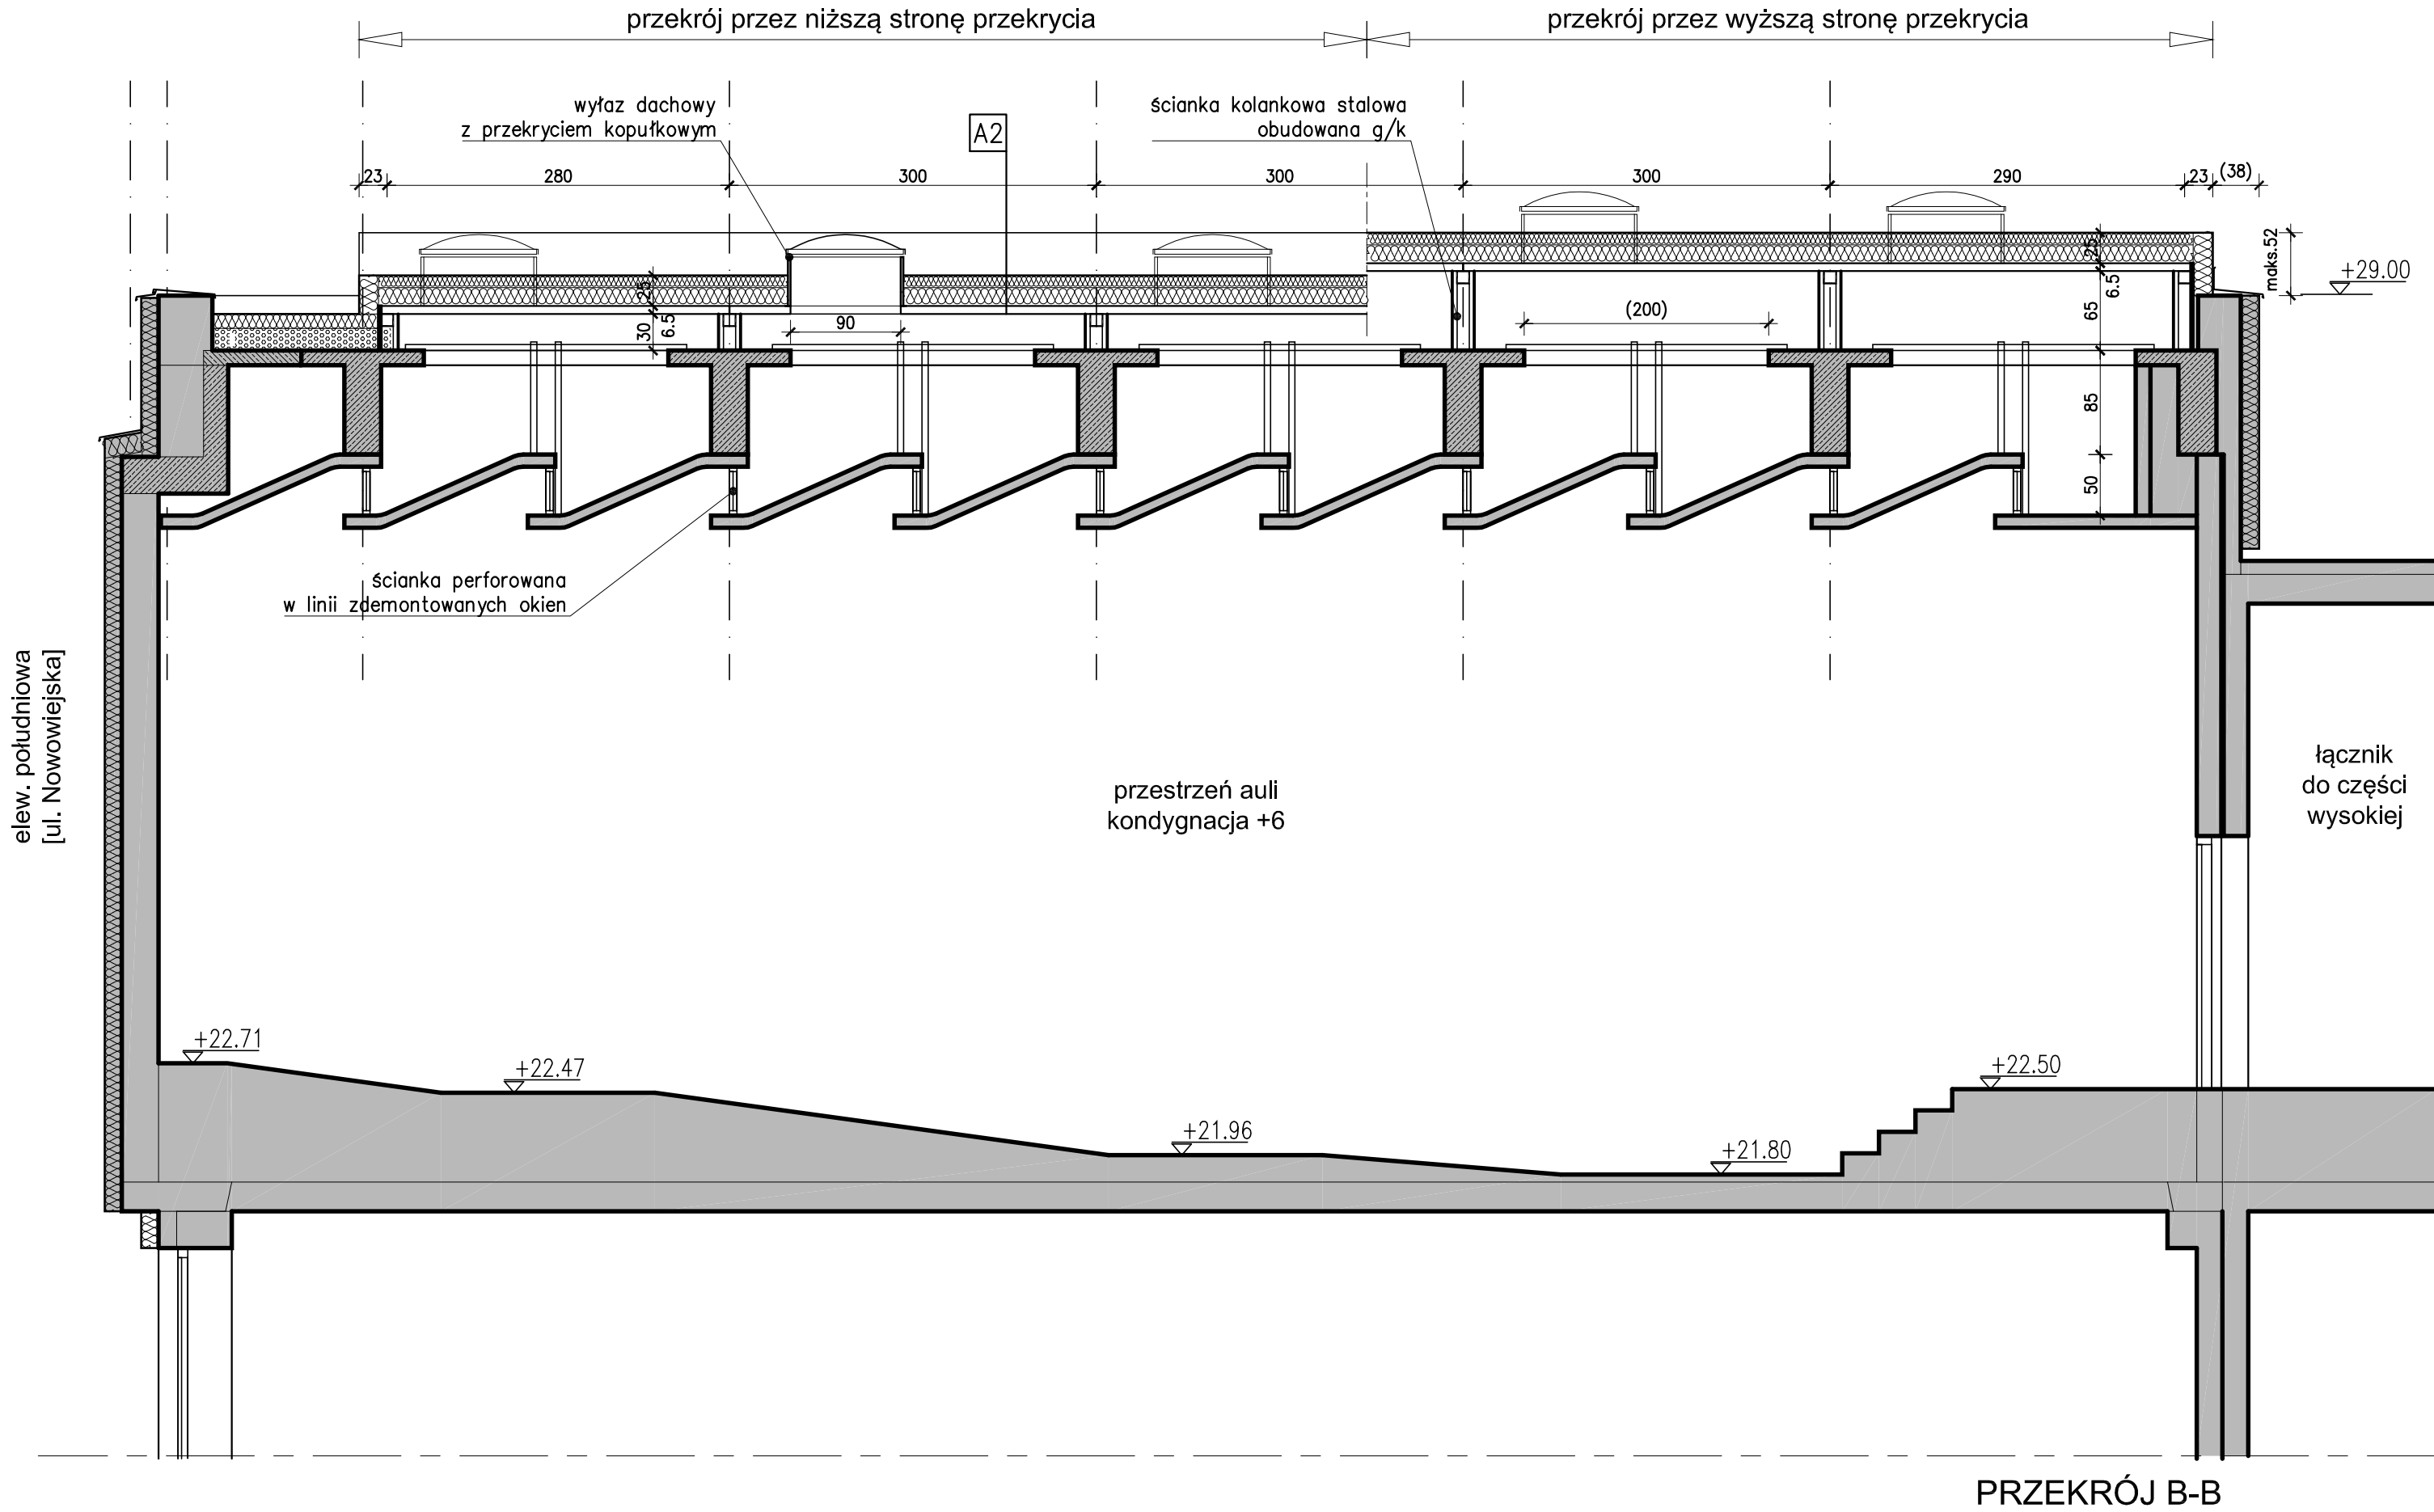 przekrój przez niższą stronę przekrycia
przekrój przez wyższą stronę przekrycia
wyłaz dachowy
z przekryciem kopułkowym
A2
ścianka kolankowa stalowa
obudowana g/k
23
280
300
300
300
290
23
(38)
25
6.5
30
90
(200)
25
6.5
65
85
50
maks.52
+29.00
ścianka perforowana
w linii zdemontowanych okien
elew. południowa
[ul. Nowowiejska]
przestrzeń auli
kondygnacja +6
łącznik
do części
wysokiej
+22.71
+22.47
+21.96
+21.80
+22.50
PRZEKRÓJ B-B